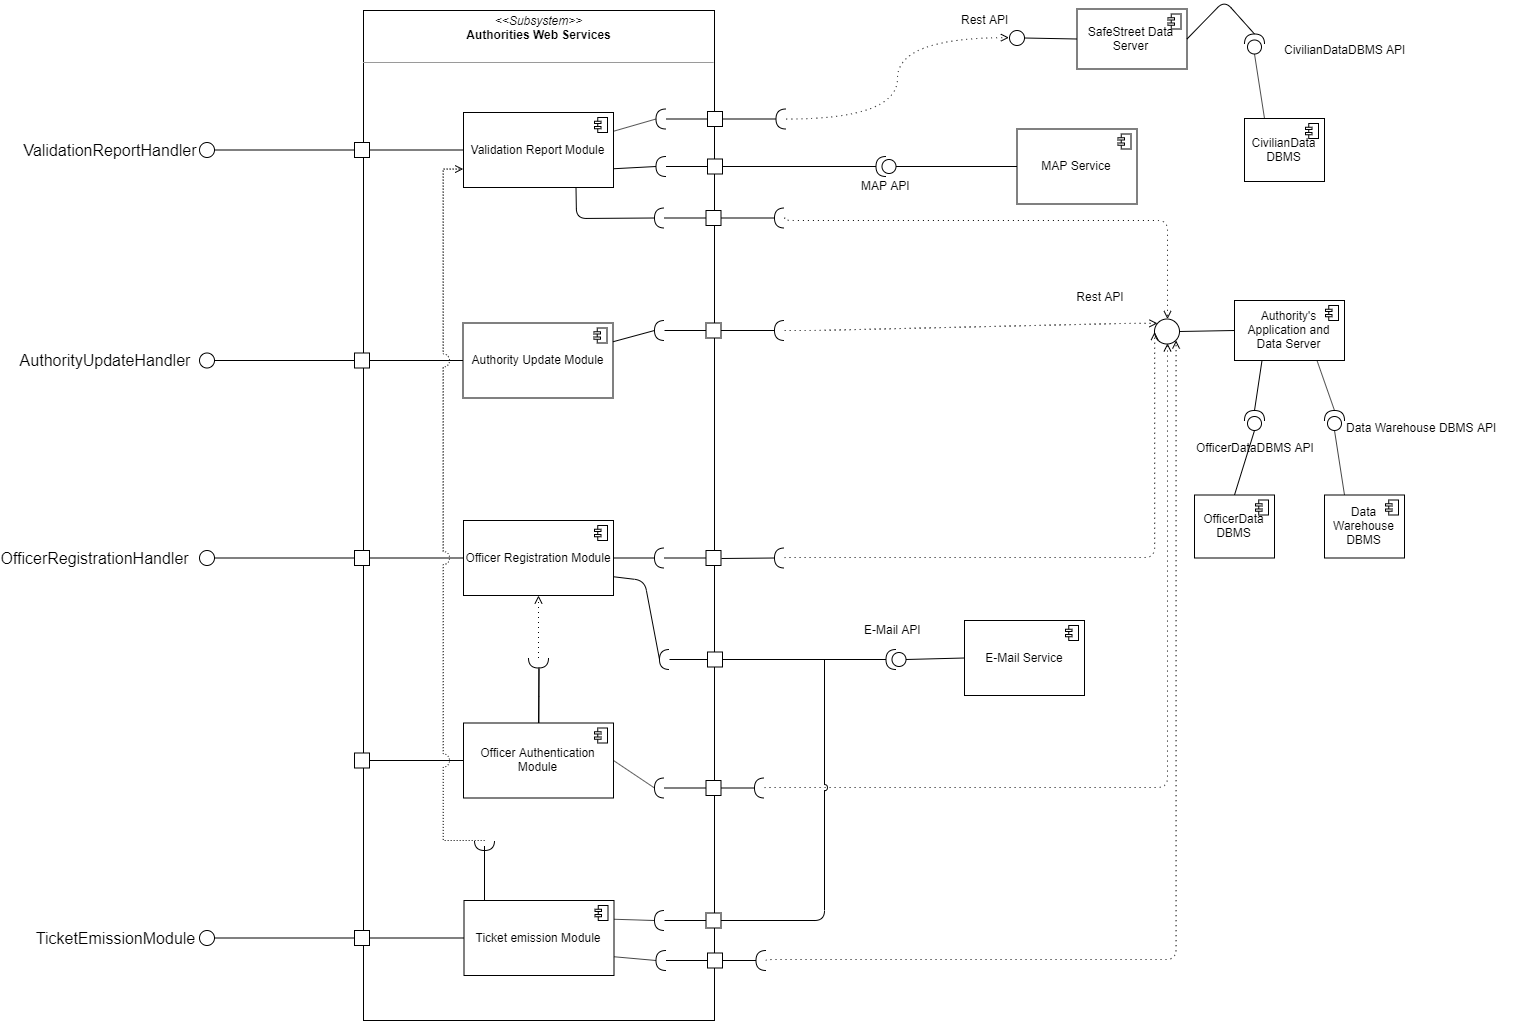 <<Subsystem>>
Authorities Web Services
Rest API
SafeStreet Data
Server
CivilianDataDBMS API
ValidationReportHandler
Validation Report Module
CivilianData
DBMS
MAP Service
MAP API
Rest API
Authority's
Application and
Data Server
AuthorityUpdateHandler
Authority Update Module
Data Warehouse DBMS API
OfficerDataDBMS API
OfficerData
DBMS
Data
Warehouse
DBMS
OfficerRegistrationHandler
Officer Registration Module
E-Mail API
E-Mail Service
Officer Authentication
Module
TicketEmissionModule
Ticket emission Module